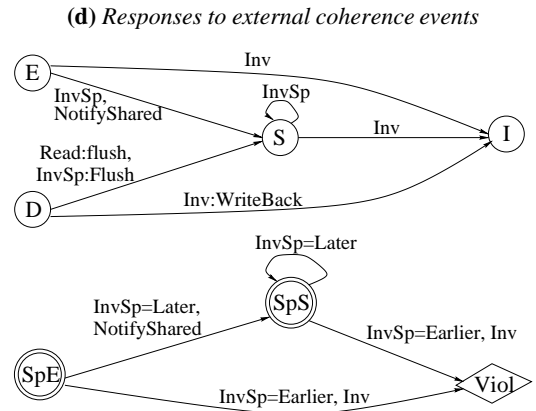 (d) Responses to external coherence events
E
Inv
InvSp,
NotifyShared
InvSp
S
Inv
I
Read:flush,
InvSp:Flush
D
Inv:WriteBack
InvSp=Later
SpS
InvSp=Later,
NotifyShared
InvSp=Earlier, Inv
SpE
Viol
InvSp=Earlier, Inv